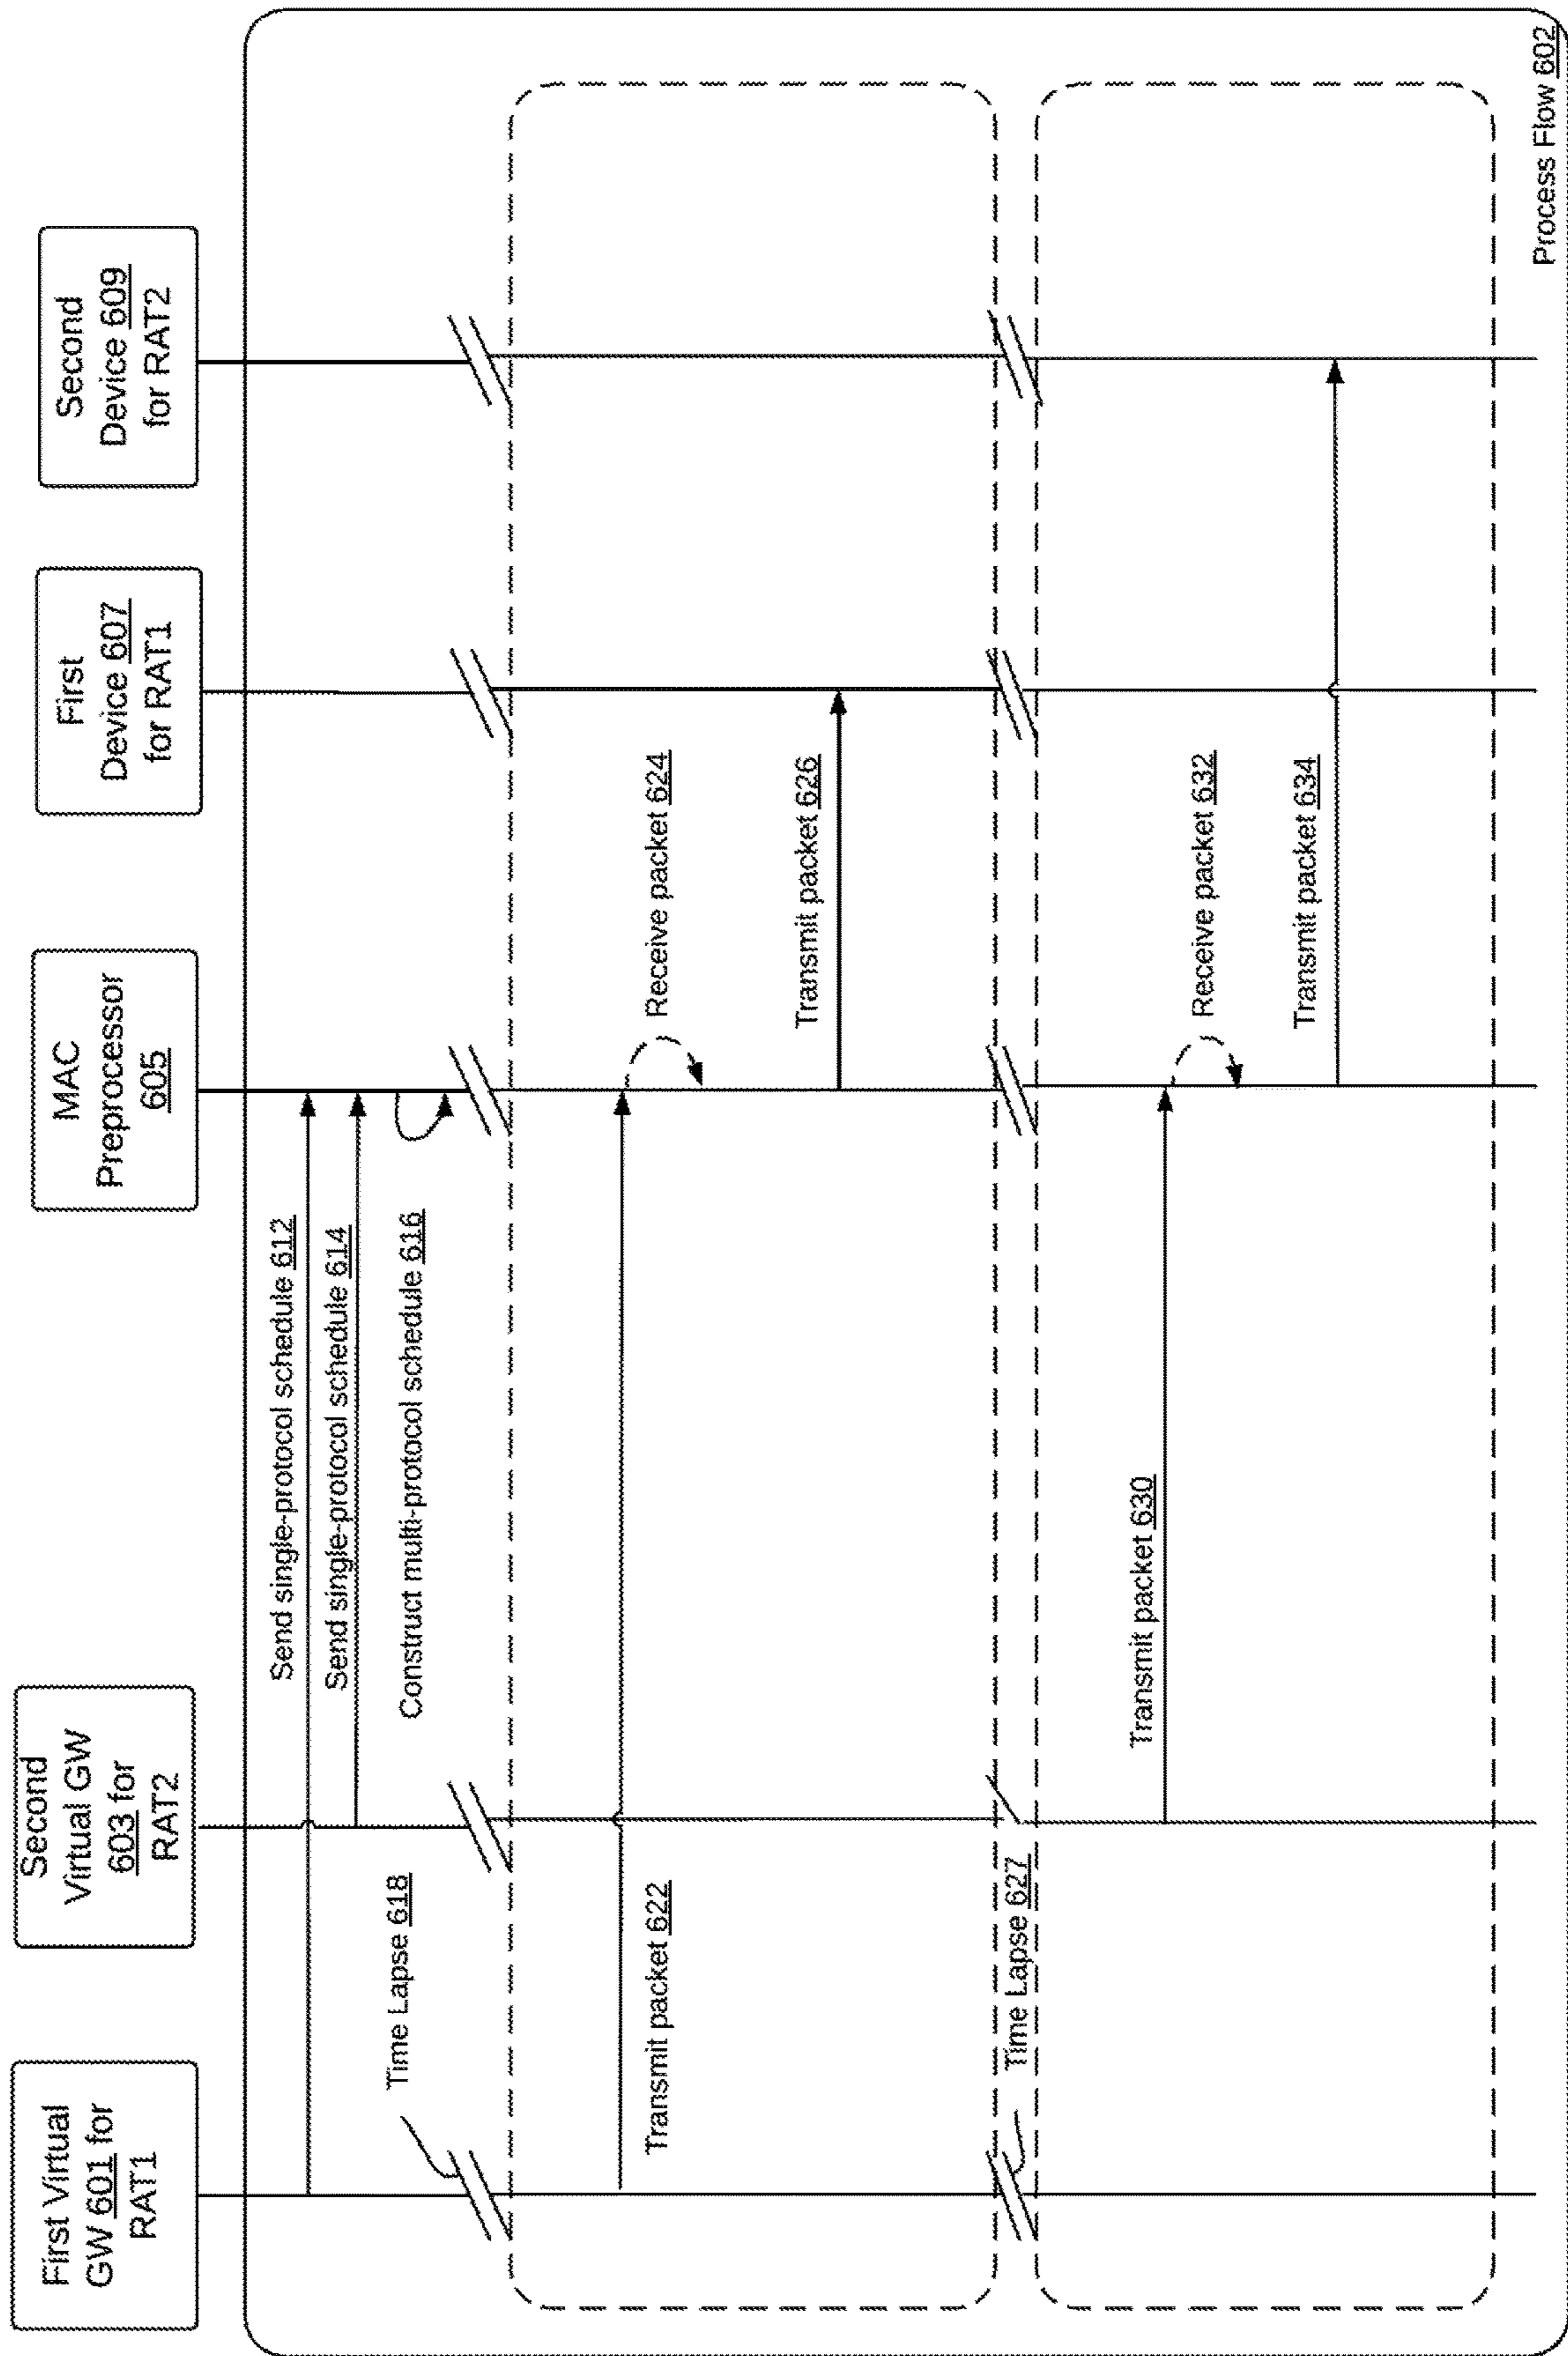 First Virtual
GW 601 for
RAT1
Second
Virtual GW
603 for
RAT2
MAC
Preprocessor
605
First
Device 607
for RAT1
Second
Device 609
for RAT2
Send single-protocol schedule 612
Send single-protocol schedule 614
Construct multi-protocol schedule 616
Time Lapse 618
Transmit packet 622
Receive packet 624
Transmit packet 626
Time Lapse 627
Transmit packet 630
Receive packet 632
Transmit packet 634
Process Flow 602